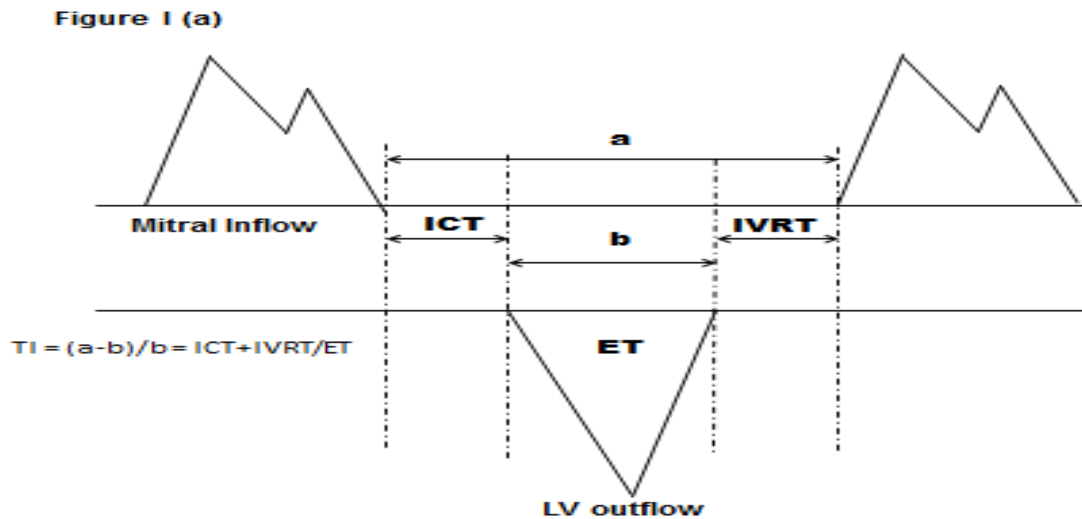 Figure I (a)
a
Mitral Inflow
ICT
IVRT
b
TI = (a-b)/b = ICT+IVRT/ET
ET
LV outflow